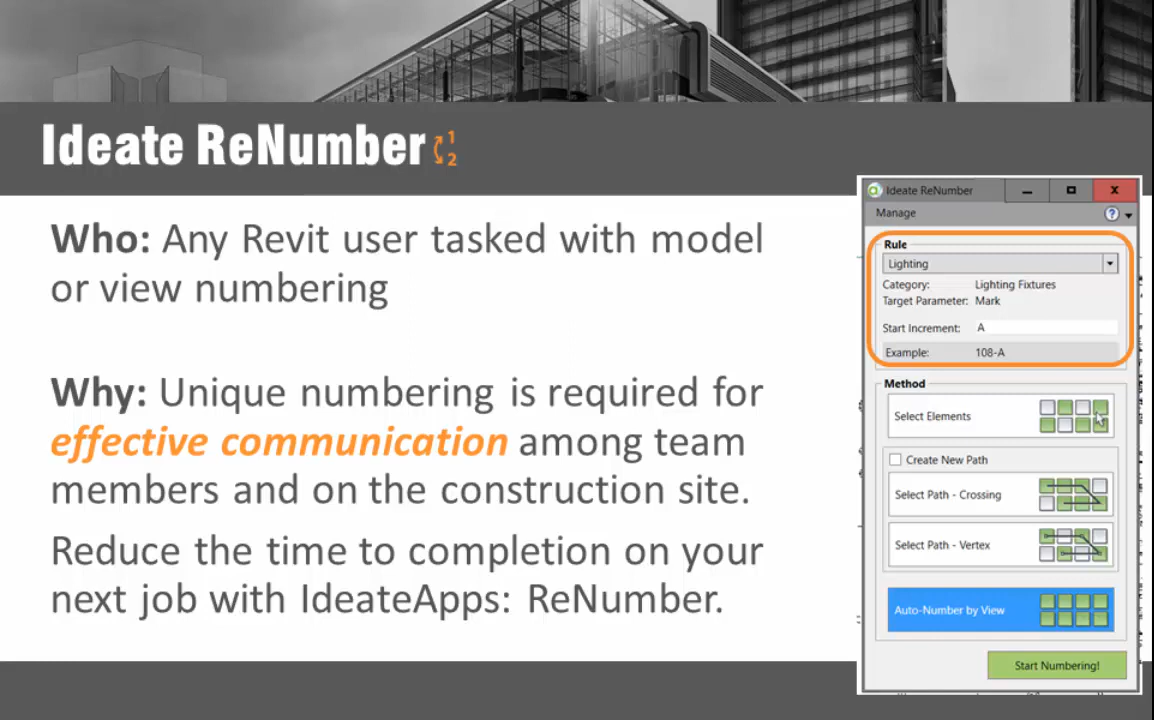 Ideate ReNumber
1
2
Who: Any Revit user tasked with model
or view numbering
Why: Unique numbering is required for
effective communication among team
members and on the construction site.
Reduce the time to completion on your
next job with IdeateApps: ReNumber.
Ideate ReNumber
X
Manage
?
Rule
Lighting
Category: Lighting Fixtures
Target Parameter: Mark
Start Increment: A
Example: 108-A
Method
Select Elements
Create New Path
Select Path - Crossing
Select Path - Vertex
Auto-Number by View
Start Numbering!